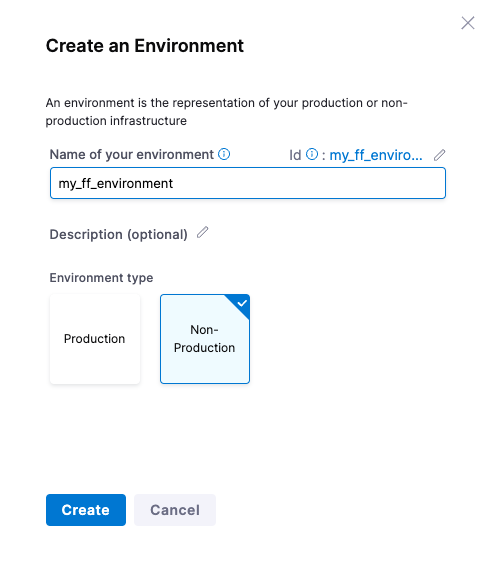 Create an Environment
An environment is the representation of your production or non-
production infrastructure
Name of your environment Id : my_ff_enviro...
my_ff_environment
Description (optional)
Environment type
Production
Non-
Production
Create Cancel